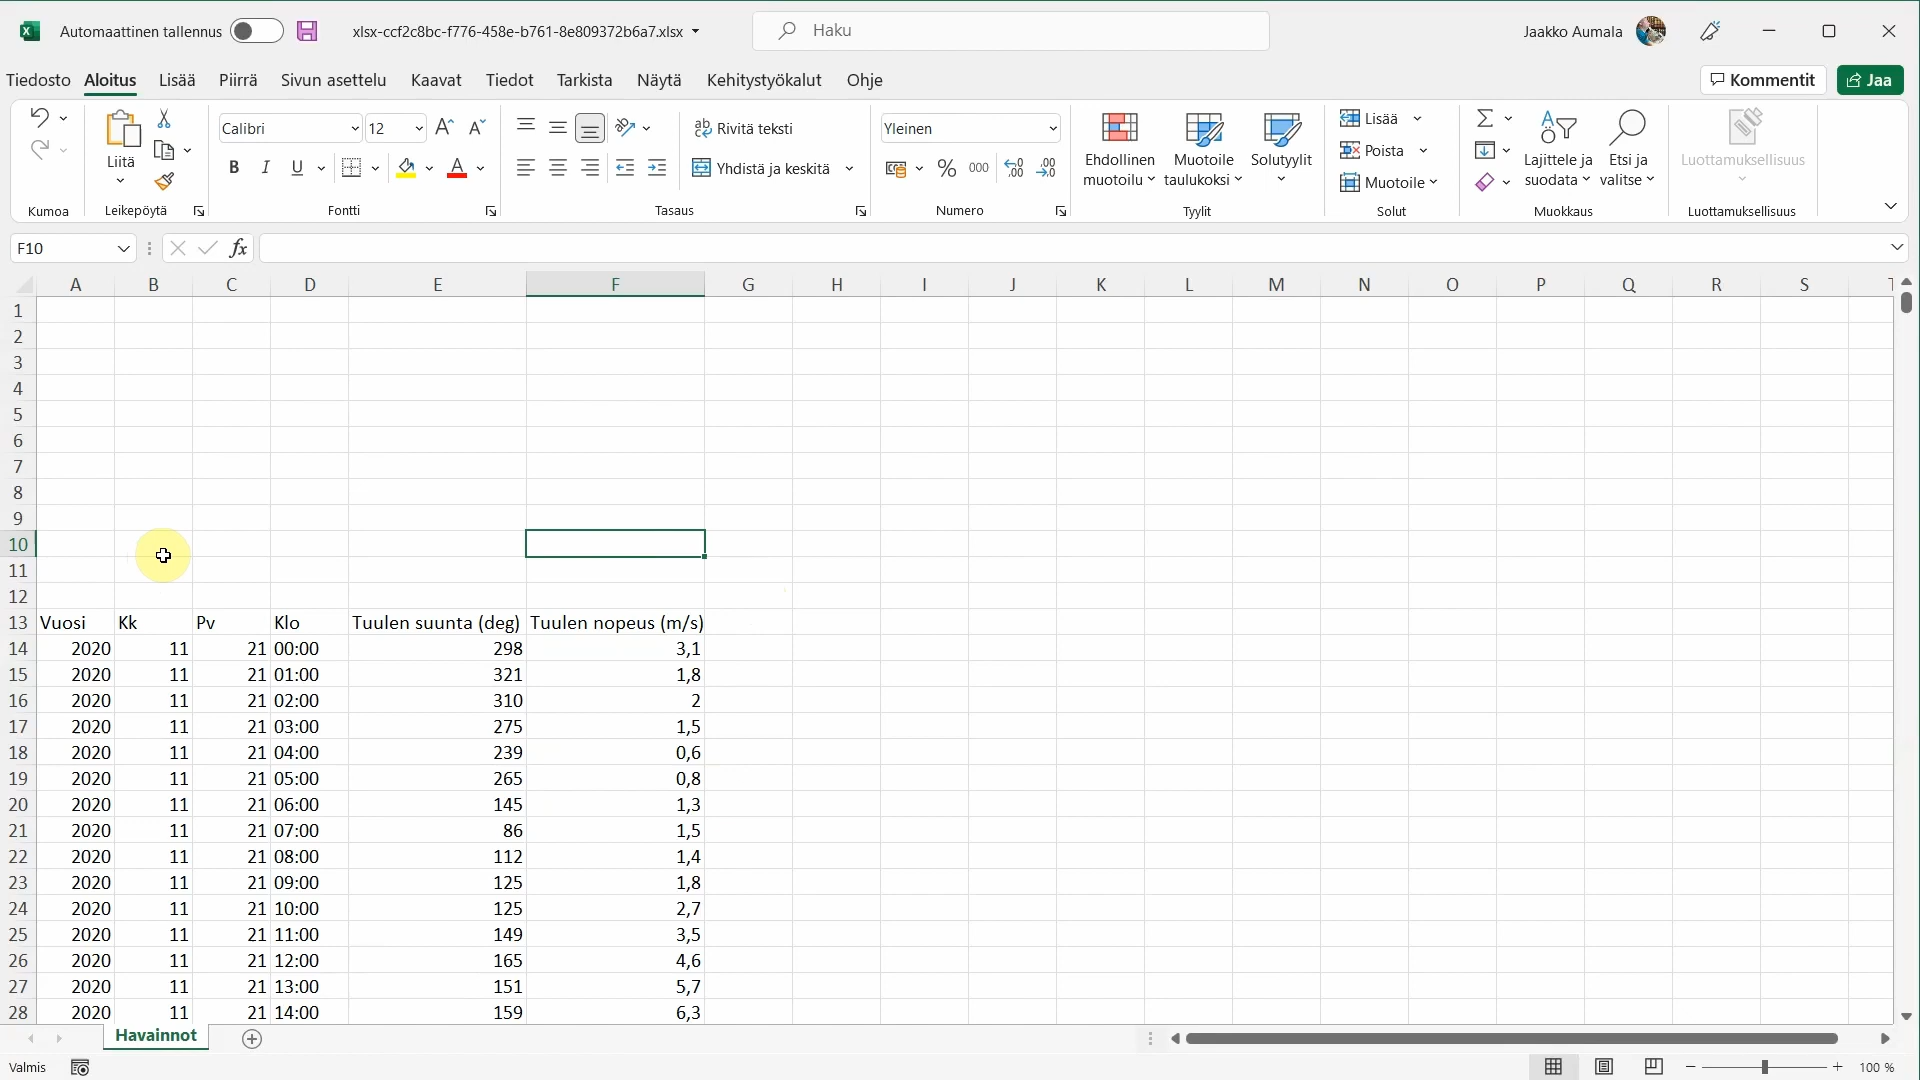 Automaattinen tallennus
xlsx-ccf2c8bc-f776-458e-b761-8e809372b6a7.xlsx
Haku
Jaakko Aumala
Tiedosto Aloitus Lisää Piirrä Sivun asettelu Kaavat Tiedot Tarkista Näytä Kehitystyökalut Ohje
Kommentit
Jaa
Liitä
Calibri 12
Rivitä teksti
Yhdistä ja keskitä
Yleinen
Ehdollinen muotoilu
Muotoile taulukoksi
Solutyylit
Lisää
Poista
Muotoile
Lajittele ja suodata
Etsi ja valitse
Luottamuksellisuus
Kumoa Leikepöytä Fontti Tasaus Numero Tyylit Solut Muokkaus Luottamuksellisuus
F10
fx
A B C D E F G H I J K L M N O P Q R S T
1
2
3
4
5
6
7
8
9
10
11
12
13 Vuosi Kk Pv Klo Tuulen suunta (deg) Tuulen nopeus (m/s)
14 2020 11 21 00:00 298 3,1
15 2020 11 21 01:00 321 1,8
16 2020 11 21 02:00 310 2
17 2020 11 21 03:00 275 1,5
18 2020 11 21 04:00 239 0,6
19 2020 11 21 05:00 265 0,8
20 2020 11 21 06:00 145 1,3
21 2020 11 21 07:00 86 1,5
22 2020 11 21 08:00 112 1,4
23 2020 11 21 09:00 125 1,8
24 2020 11 21 10:00 125 2,7
25 2020 11 21 11:00 149 3,5
26 2020 11 21 12:00 165 4,6
27 2020 11 21 13:00 151 5,7
28 2020 11 21 14:00 159 6,3
Havainnot
Valmis
100 %